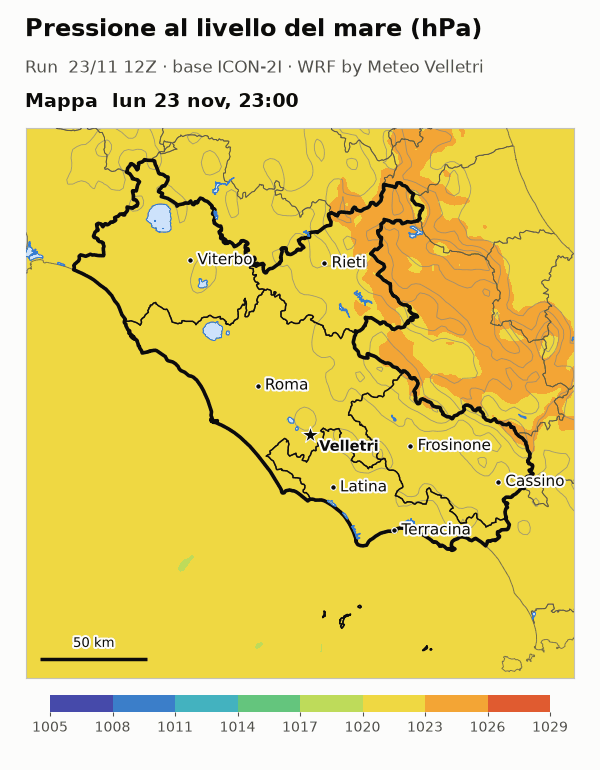 Pressione al livello del mare (hPa)
Run  23/11 12Z · base ICON-2I · WRF by Meteo Velletri
Mappa  lun 23 nov, 23:00
Viterbo
Rieti
Roma
Velletri
Frosinone
Latina
Cassino
Terracina
50 km
1005 1008 1011 1014 1017 1020 1023 1026 1029